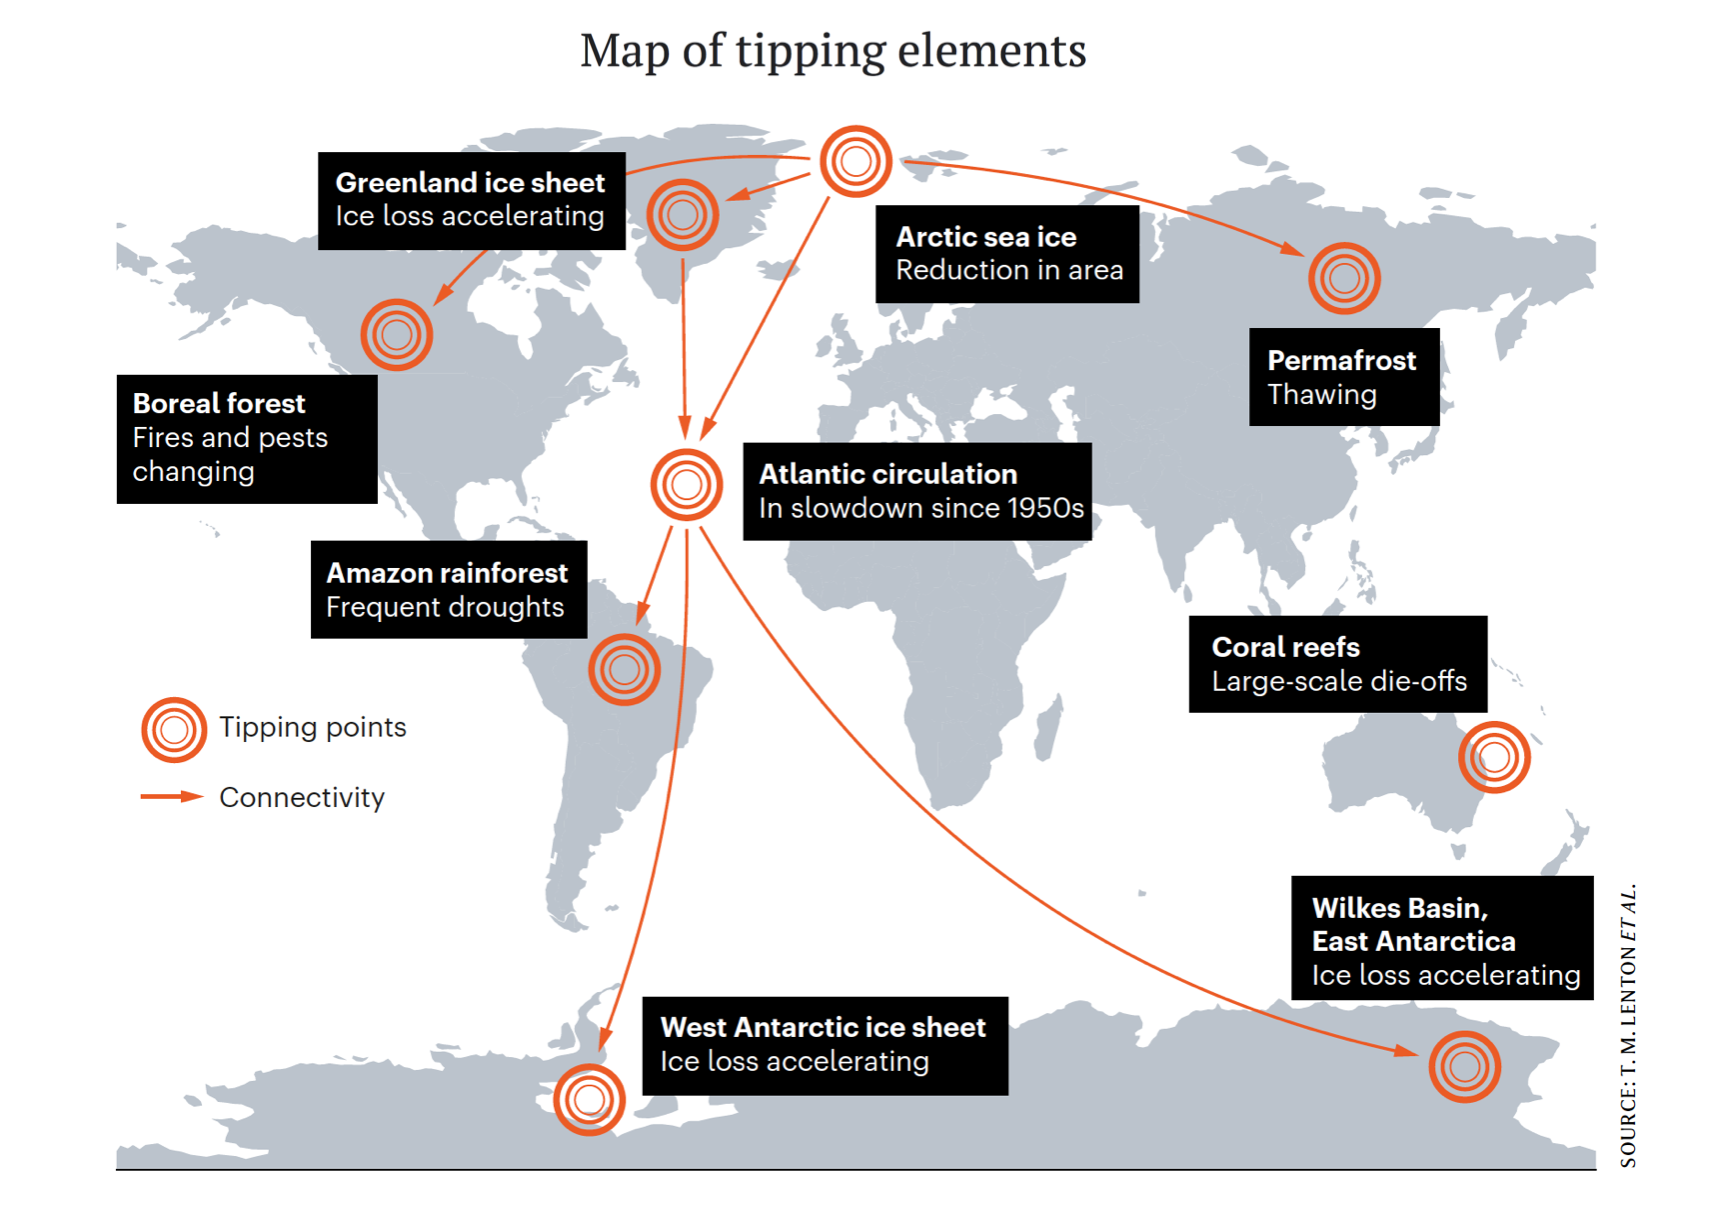 Map of tipping elements
Greenland ice sheet
Ice loss accelerating
Arctic sea ice
Reduction in area
Permafrost
Thawing
Boreal forest
Fires and pests
changing
Atlantic circulation
In slowdown since 1950s
Amazon rainforest
Frequent droughts
Coral reefs
Large-scale die-offs
Tipping points
Connectivity
Wilkes Basin,
East Antarctica
Ice loss accelerating
West Antarctic ice sheet
Ice loss accelerating
SOURCE: T. M. LENTON ET AL.